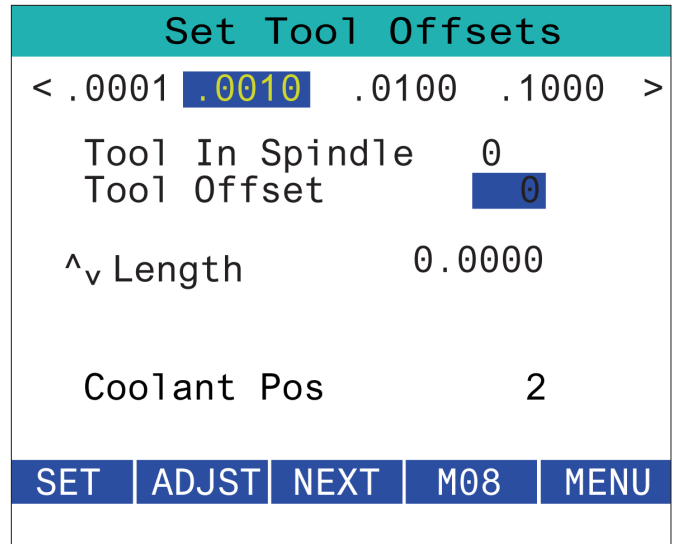 Set Tool Offsets
< .0001 .0010 .0100 .1000 >
Tool In Spindle 0
Tool Offset 0
^v Length 0.0000
Coolant Pos 2
SET ADJST NEXT M08 MENU